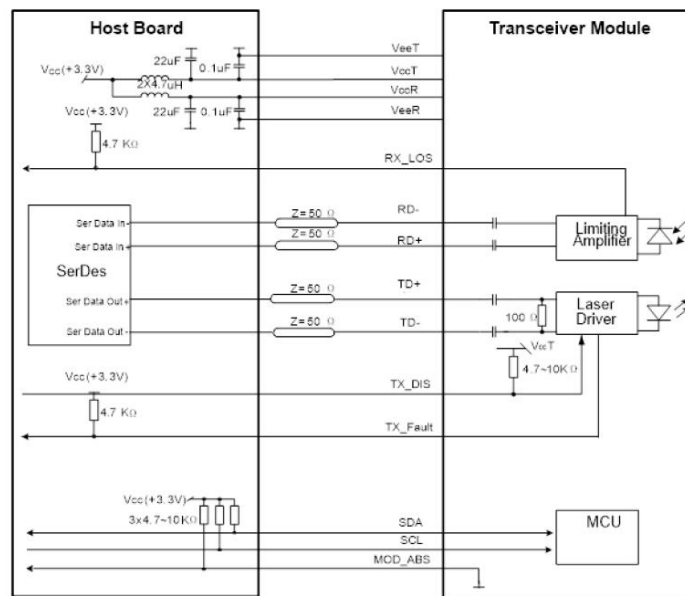 Host Board
Transceiver Module
VeeT
22uF
0.1uF
VccT
Vcc(+3.3V)
2X4.7uH
VccR
22uF
0.1uF
VeeR
Vcc(+3.3V)
4.7 KΩ
RX_LOS
Z=50 Ω
RD-
Ser Data In-
Z=50 Ω
Limiting
Amplifier
Ser Data In+
RD+
SerDes
TD+
Z=50 Ω
Laser
Driver
Ser Data Out+
100 Ω
Z=50 Ω
TD-
Ser Data Out-
VccT
4.7~10KΩ
Vcc(+3.3V)
TX_DIS
4.7 KΩ
TX_Fault
Vcc(+3.3V)
3x4.7~10KΩ
SDA
MCU
SCL
MOD_ABS